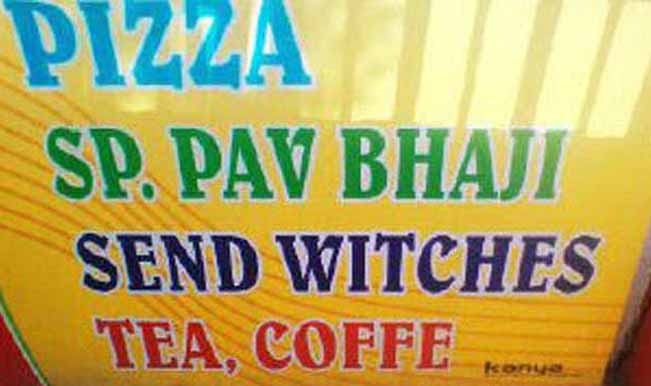 PIZZA
SP. PAV BHAJI
SEND WITCHES
TEA, COFFE
kanya